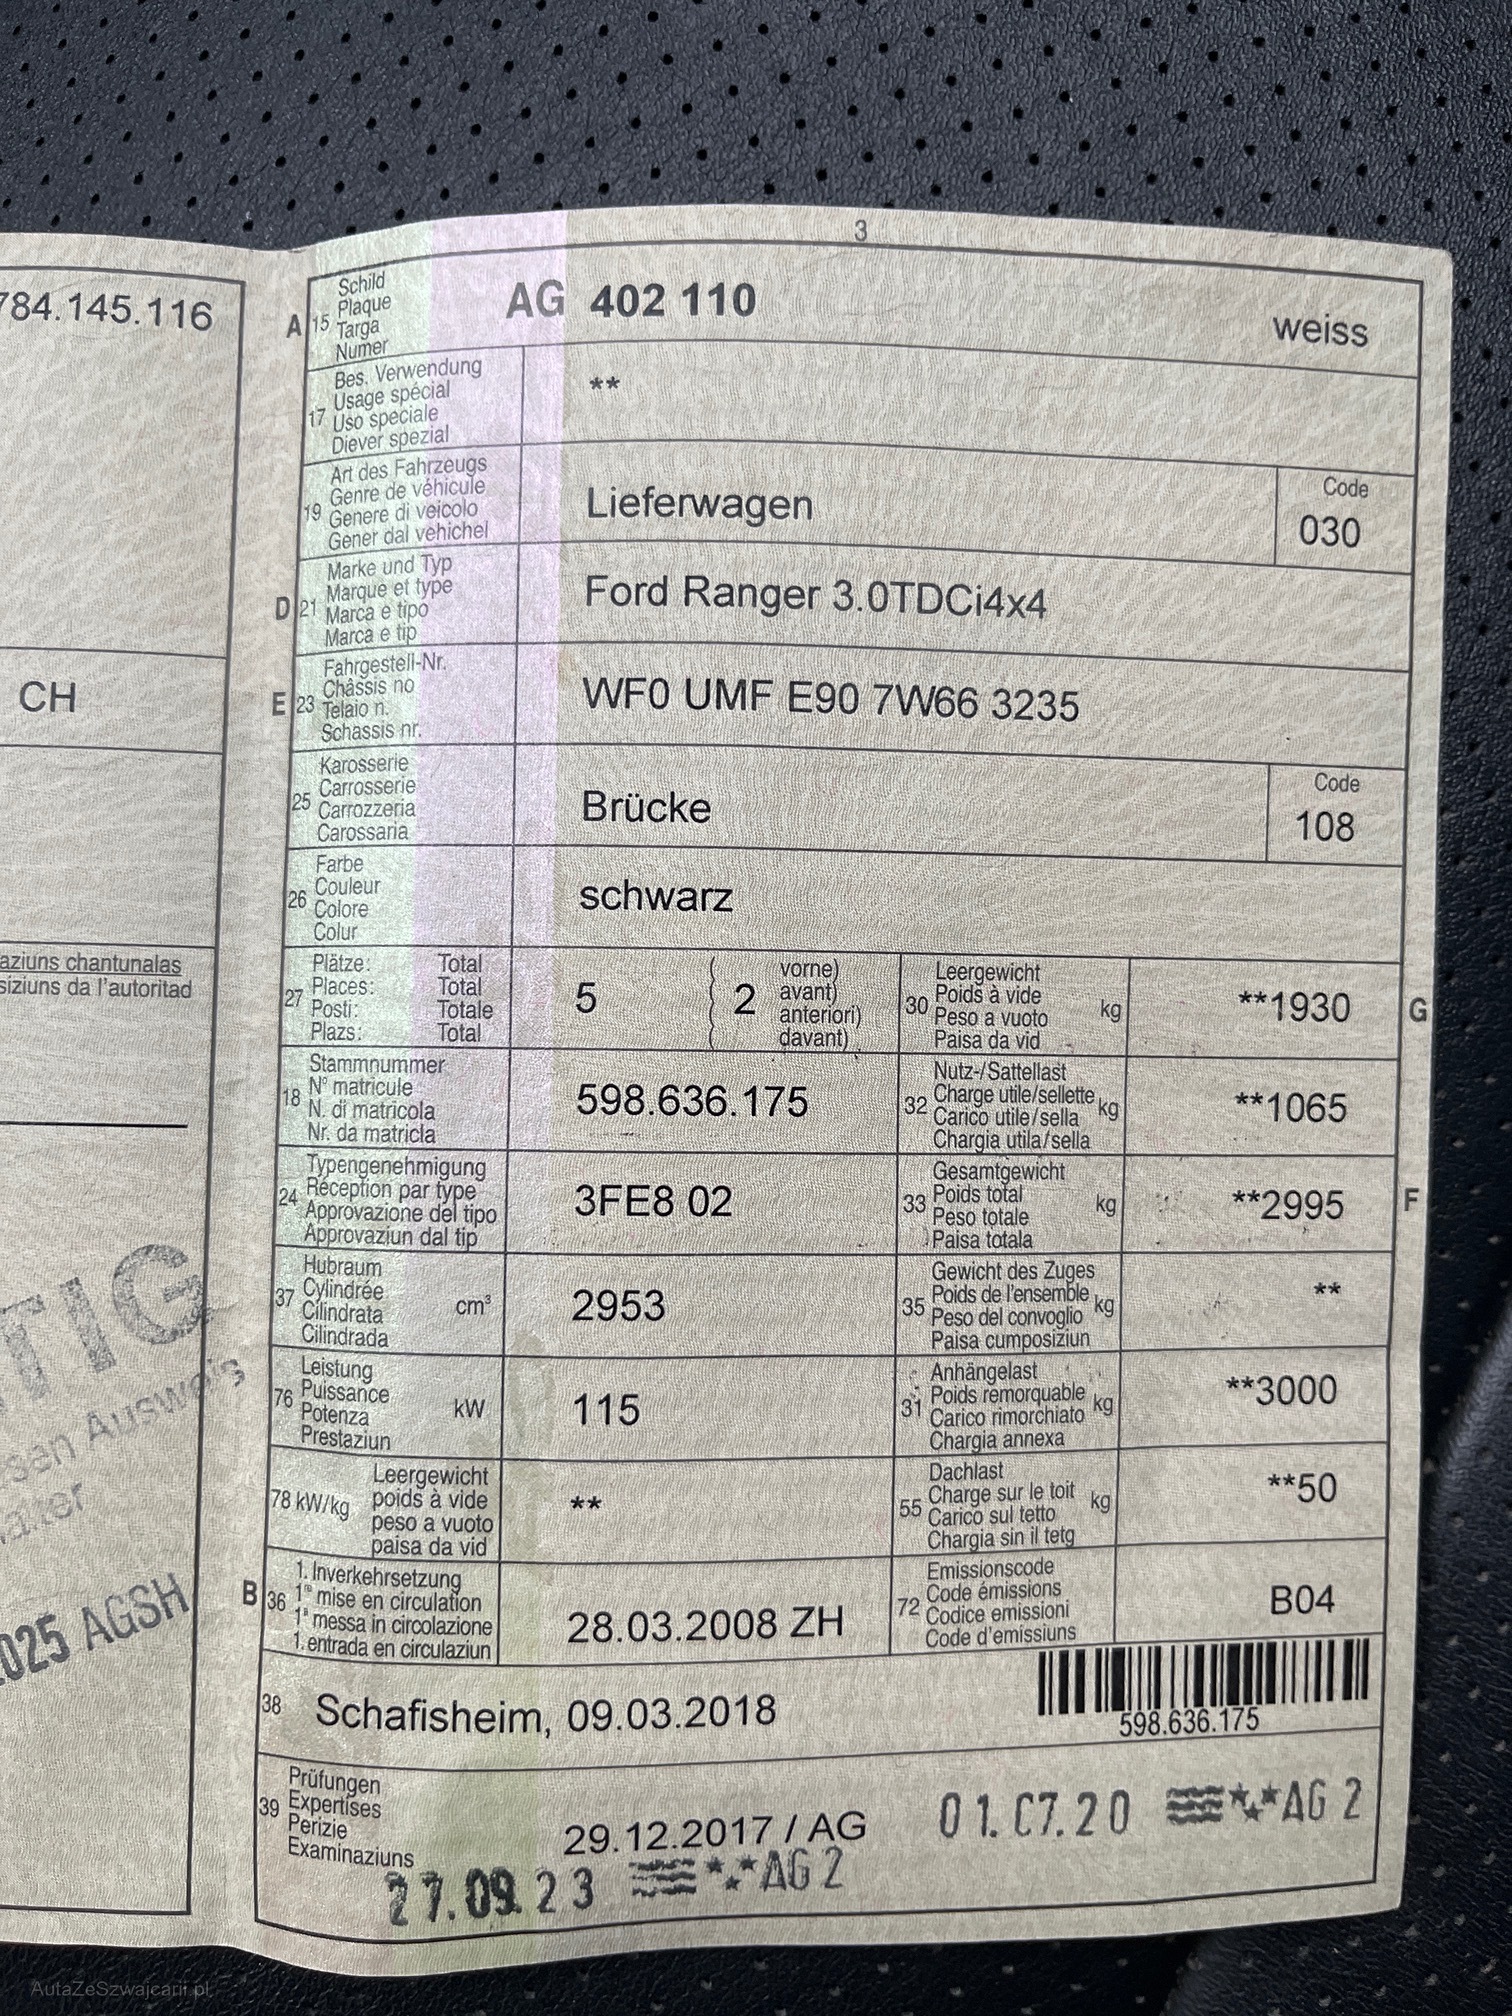 3
784.145.116
CH
aziuns chantunalas
siziuns da l'autoritad
TIG
sen Ausweis
alter
025 AGSH
A 15 Schild
Plaque
Targa
Numer
AG 402 110 weiss
17 Bes. Verwendung
Usage spécial
Uso speciale
Diever spezial
**
19 Art des Fahrzeugs
Genre de véhicule
Genere di veicolo
Gener dal vehichel
Lieferwagen
Code
030
D 21 Marke und Typ
Marque et type
Marca e tipo
Marca e tip
Ford Ranger 3.0TDCi4x4
E 23 Fahrgestell-Nr.
Châssis no
Telaio n.
Schassis nr.
WF0 UMF E90 7W66 3235
25 Karosserie
Carrosserie
Carrozzeria
Carossaria
Brücke
Code
108
26 Farbe
Couleur
Colore
Colur
schwarz
27 Plätze: Total
Places: Total
Posti: Totale
Plazs: Total
5 ( 2 vorne)
avant)
anteriori)
davant)
30 Leergewicht
Poids à vide
Peso a vuoto
Paisa da vid
kg **1930 G
18 Stammnummer
N° matricule
N. di matricola
Nr. da matricla
598.636.175
32 Nutz-/Sattellast
Charge utile/sellette
Carico utile/sella
Chargia utila/sella
kg **1065
24 Typengenehmigung
Réception par type
Approvazione del tipo
Approvaziun dal tip
3FE8 02
33 Gesamtgewicht
Poids total
Peso totale
Paisa totala
kg **2995 F
37 Hubraum
Cylindrée
Cilindrata
Cilindrada
cm³ 2953
35 Gewicht des Zuges
Poids de l'ensemble
Peso del convoglio
Paisa cumposiziun
kg **
76 Leistung
Puissance
Potenza
Prestaziun
kW 115
31 Anhängelast
Poids remorquable
Carico rimorchiato
Chargia annexa
kg **3000
78 kW/kg Leergewicht
poids à vide
peso a vuoto
paisa da vid
**
55 Dachlast
Charge sur le toit
Carico sul tetto
Chargia sin il tetg
kg **50
B 36 1. Inverkehrsetzung
1re mise en circulation
1a messa in circolazione
1. entrada en circulaziun
28.03.2008 ZH
72 Emissionscode
Code émissions
Codice emissioni
Code d'emissiuns
B04
38 Schafisheim, 09.03.2018
598.636.175
39 Prüfungen
Expertises
Perizie
Examinaziuns
29.12.2017 / AG
01.07.20 AG 2
27.09.23 AG 2
AutaZeSzwajcarii.pl